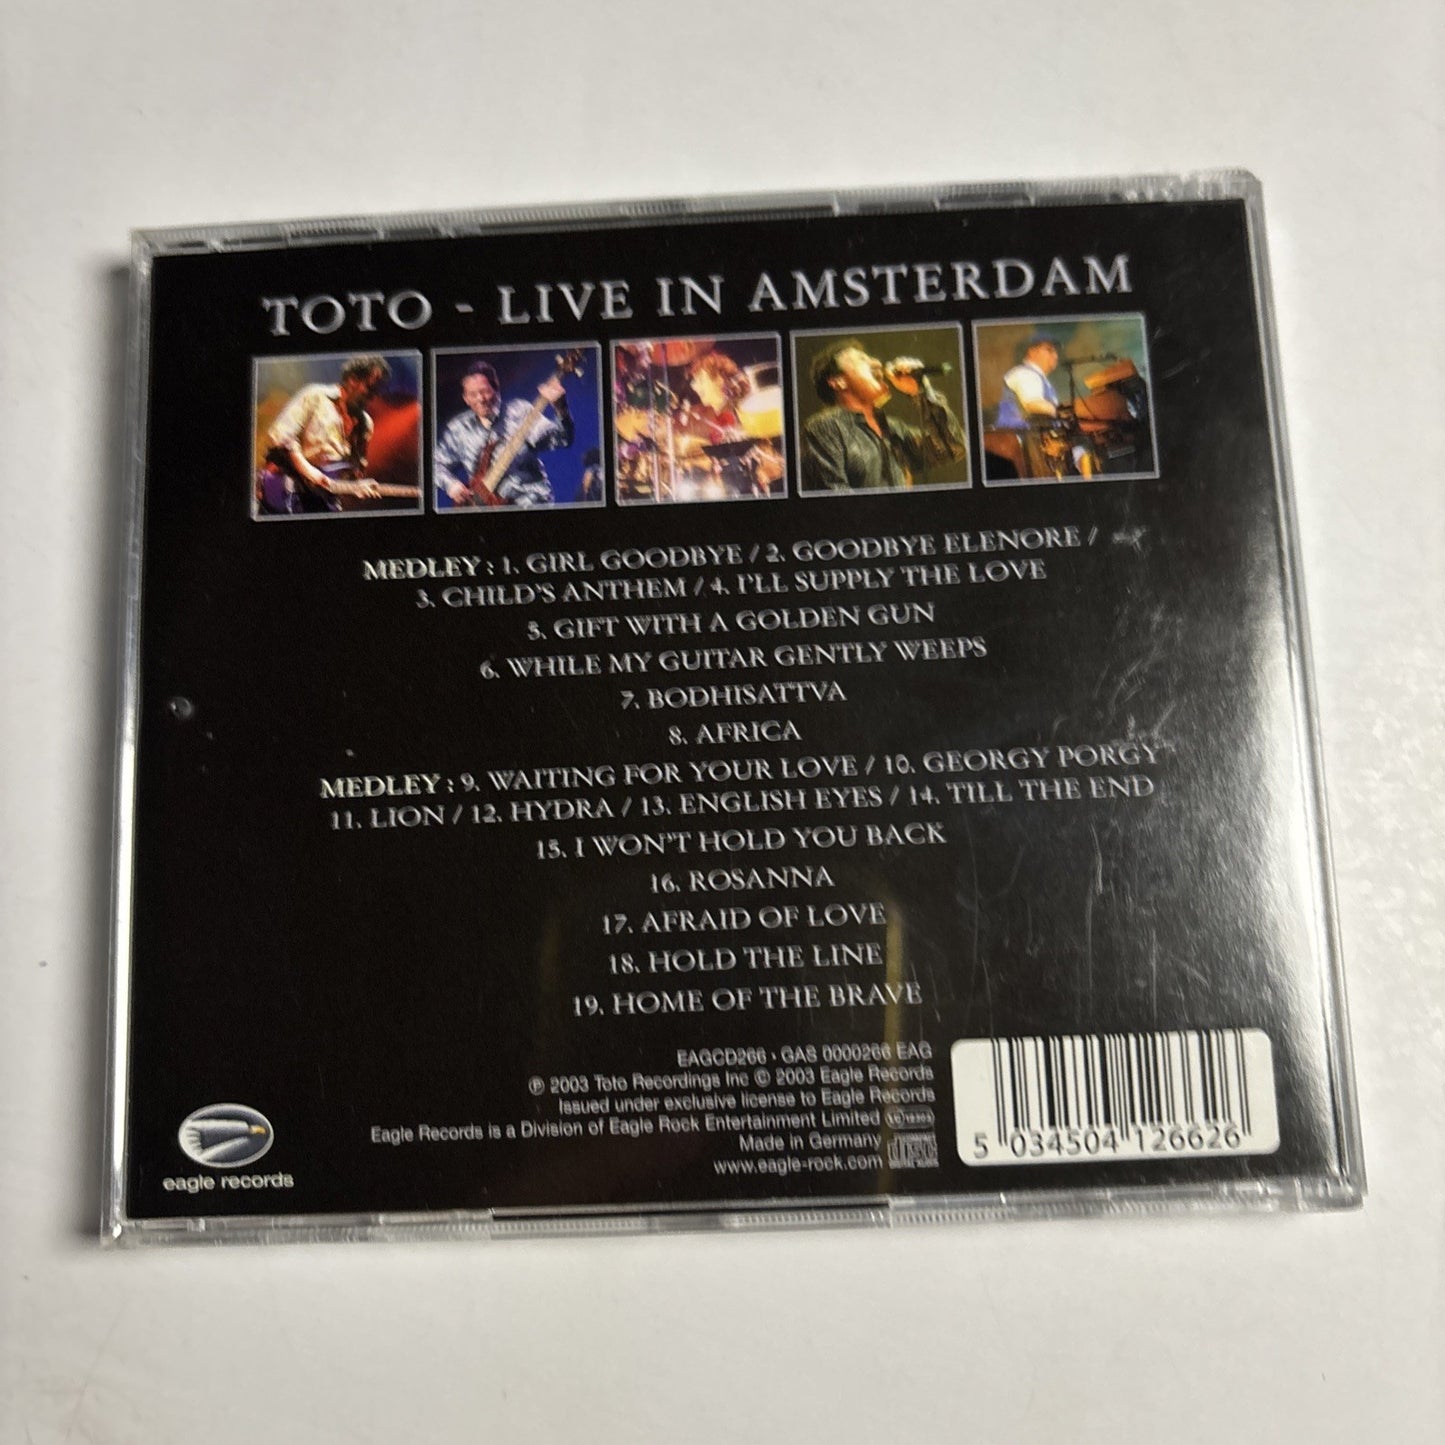 TOTO - LIVE IN AMSTERDAM
MEDLEY: 1. GIRL GOODBYE / 2. GOODBYE ELENORE /
3. CHILD'S ANTHEM / 4. I'LL SUPPLY THE LOVE
5. GIFT WITH A GOLDEN GUN
6. WHILE MY GUITAR GENTLY WEEPS
7. BODHISATTVA
8. AFRICA
MEDLEY: 9. WAITING FOR YOUR LOVE / 10. GEORGY PORGY
11. LION / 12. HYDRA / 13. ENGLISH EYES / 14. TILL THE END
15. I WON'T HOLD YOU BACK
16. ROSANNA
17. AFRAID OF LOVE
18. HOLD THE LINE
19. HOME OF THE BRAVE
EAGCD266 · GAS 0000266 EAG
℗ 2003 Toto Recordings Inc © 2003 Eagle Records
Issued under exclusive license to Eagle Records
Eagle Records is a Division of Eagle Rock Entertainment Limited
Made in Germany
www.eagle-rock.com
eagle records
5 034504 126626